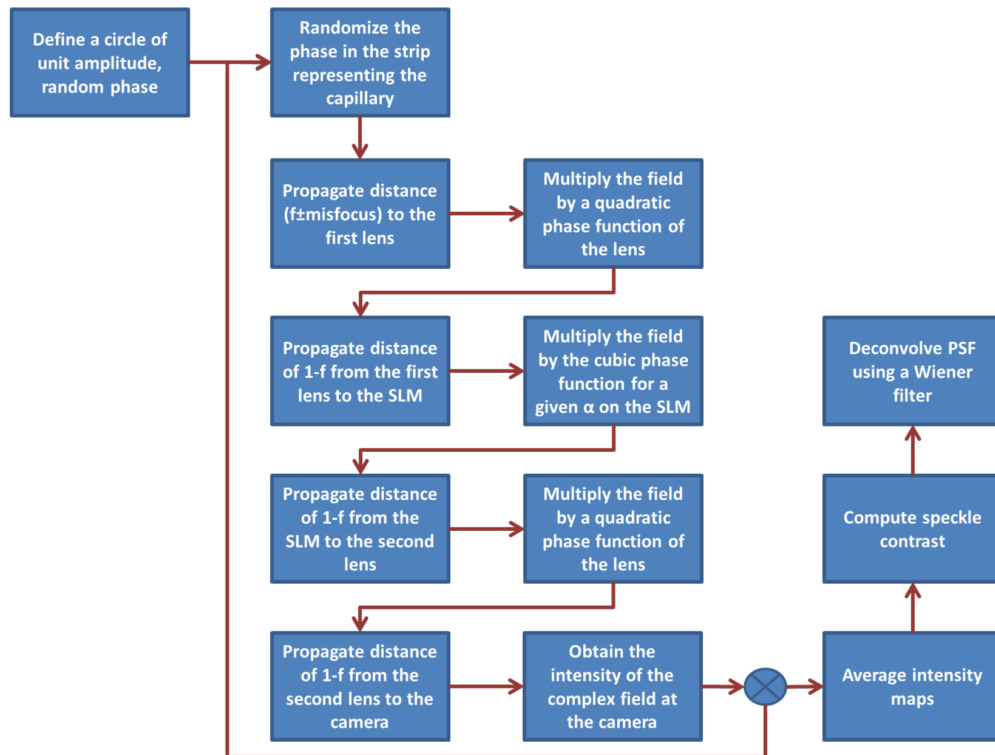 Define a circle of
unit amplitude,
random phase
Randomize the
phase in the strip
representing the
capillary
Propagate distance
(f±misfocus) to the
first lens
Multiply the field
by a quadratic
phase function of
the lens
Propagate distance
of 1-f from the first
lens to the SLM
Multiply the field
by the cubic phase
function for a
given α on the SLM
Propagate distance
of 1-f from the
SLM to the second
lens
Multiply the field
by a quadratic
phase function of
the lens
Propagate distance
of 1-f from the
second lens to the
camera
Obtain the
intensity of the
complex field at
the camera
Average intensity
maps
Compute speckle
contrast
Deconvolve PSF
using a Wiener
filter